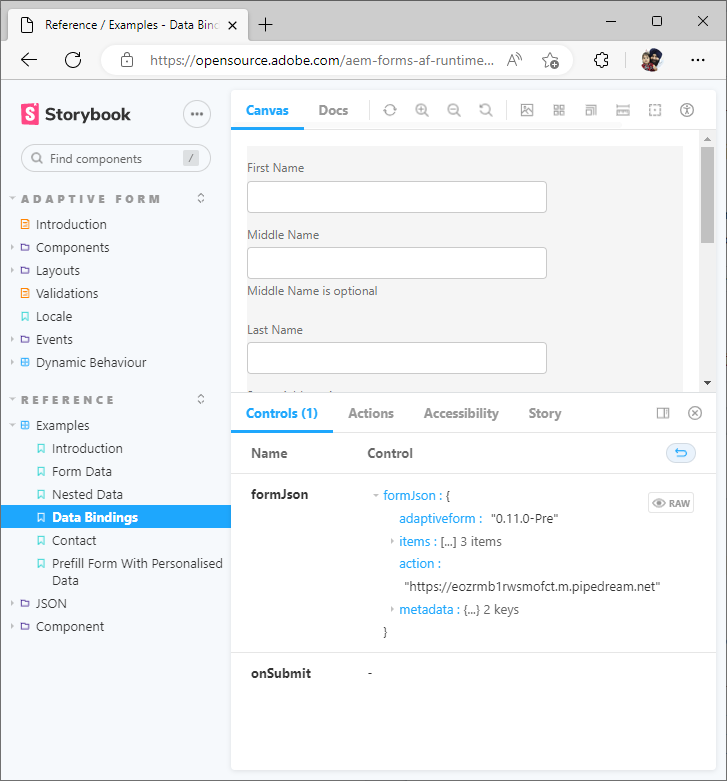 Reference / Examples - Data Bind
https://opensource.adobe.com/aem-forms-af-runtime...
Storybook
Find components
/
ADAPTIVE FORM
Introduction
Components
Layouts
Validations
Locale
Events
Dynamic Behaviour
REFERENCE
Examples
Introduction
Form Data
Nested Data
Data Bindings
Contact
Prefill Form With Personalised
Data
JSON
Component
Canvas
Docs
First Name
Middle Name
Middle Name is optional
Last Name
Controls (1)
Actions
Accessibility
Story
Name
Control
formJson
formJson : {
RAW
adaptiveform : "0.11.0-Pre"
items : [...] 3 items
action :
"https://eozrmb1rwsmofct.m.pipedream.net"
metadata : {...} 2 keys
}
onSubmit
-